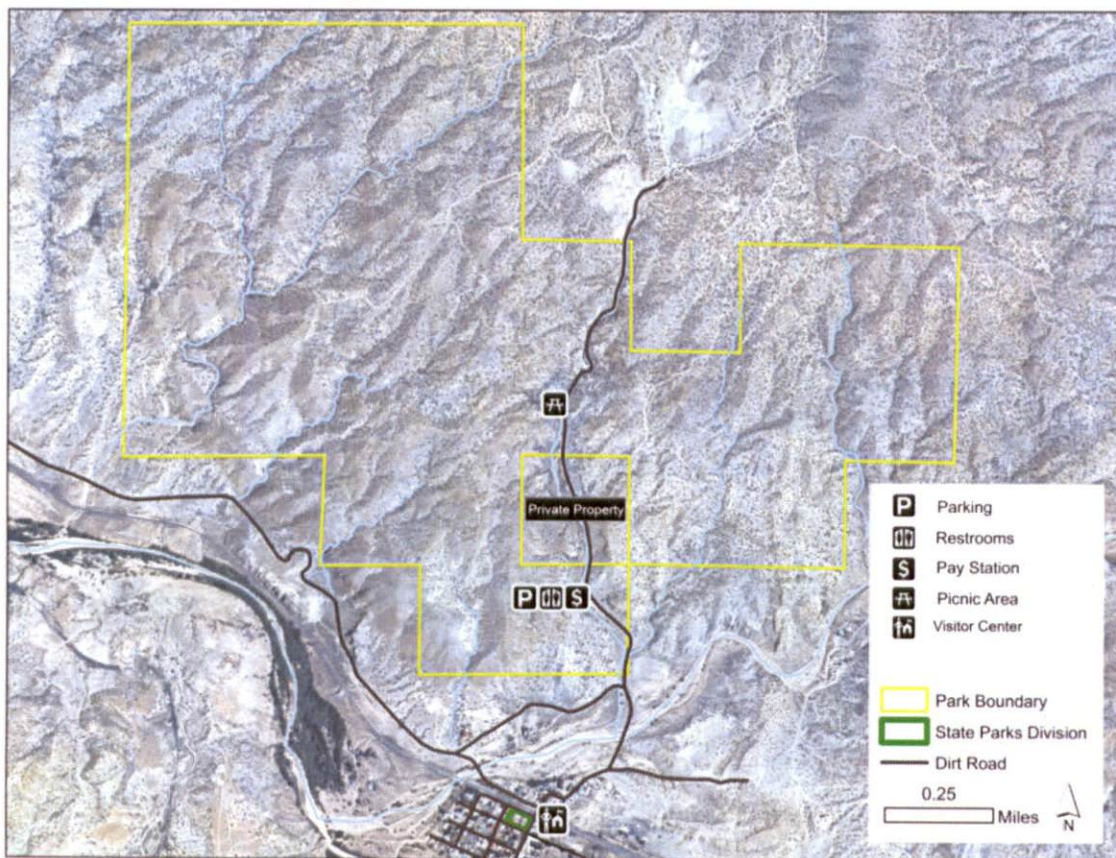 Private Property
P
$
P Parking
Restrooms
$ Pay Station
Picnic Area
Visitor Center
Park Boundary
State Parks Division
Dirt Road
0.25
Miles
N